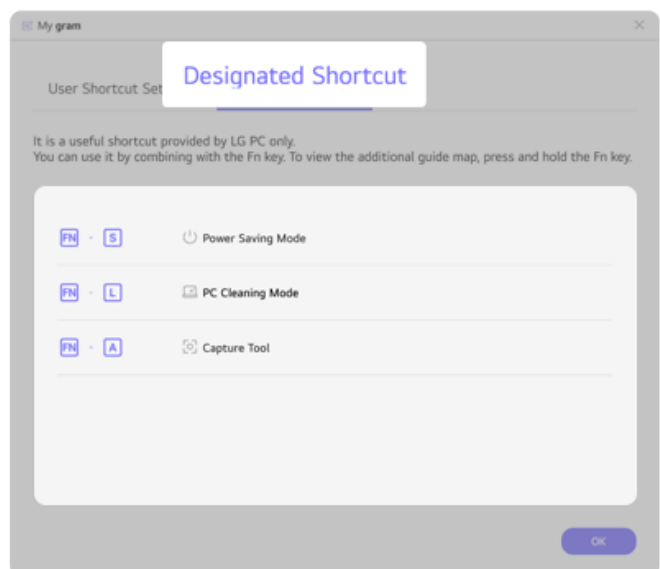 My gram
User Shortcut Set
Designated Shortcut
It is a useful shortcut provided by LG PC only.
You can use it by combining with the Fn key. To view the additional guide map, press and hold the Fn key.
FN - S Power Saving Mode
FN - L PC Cleaning Mode
FN - A Capture Tool
OK